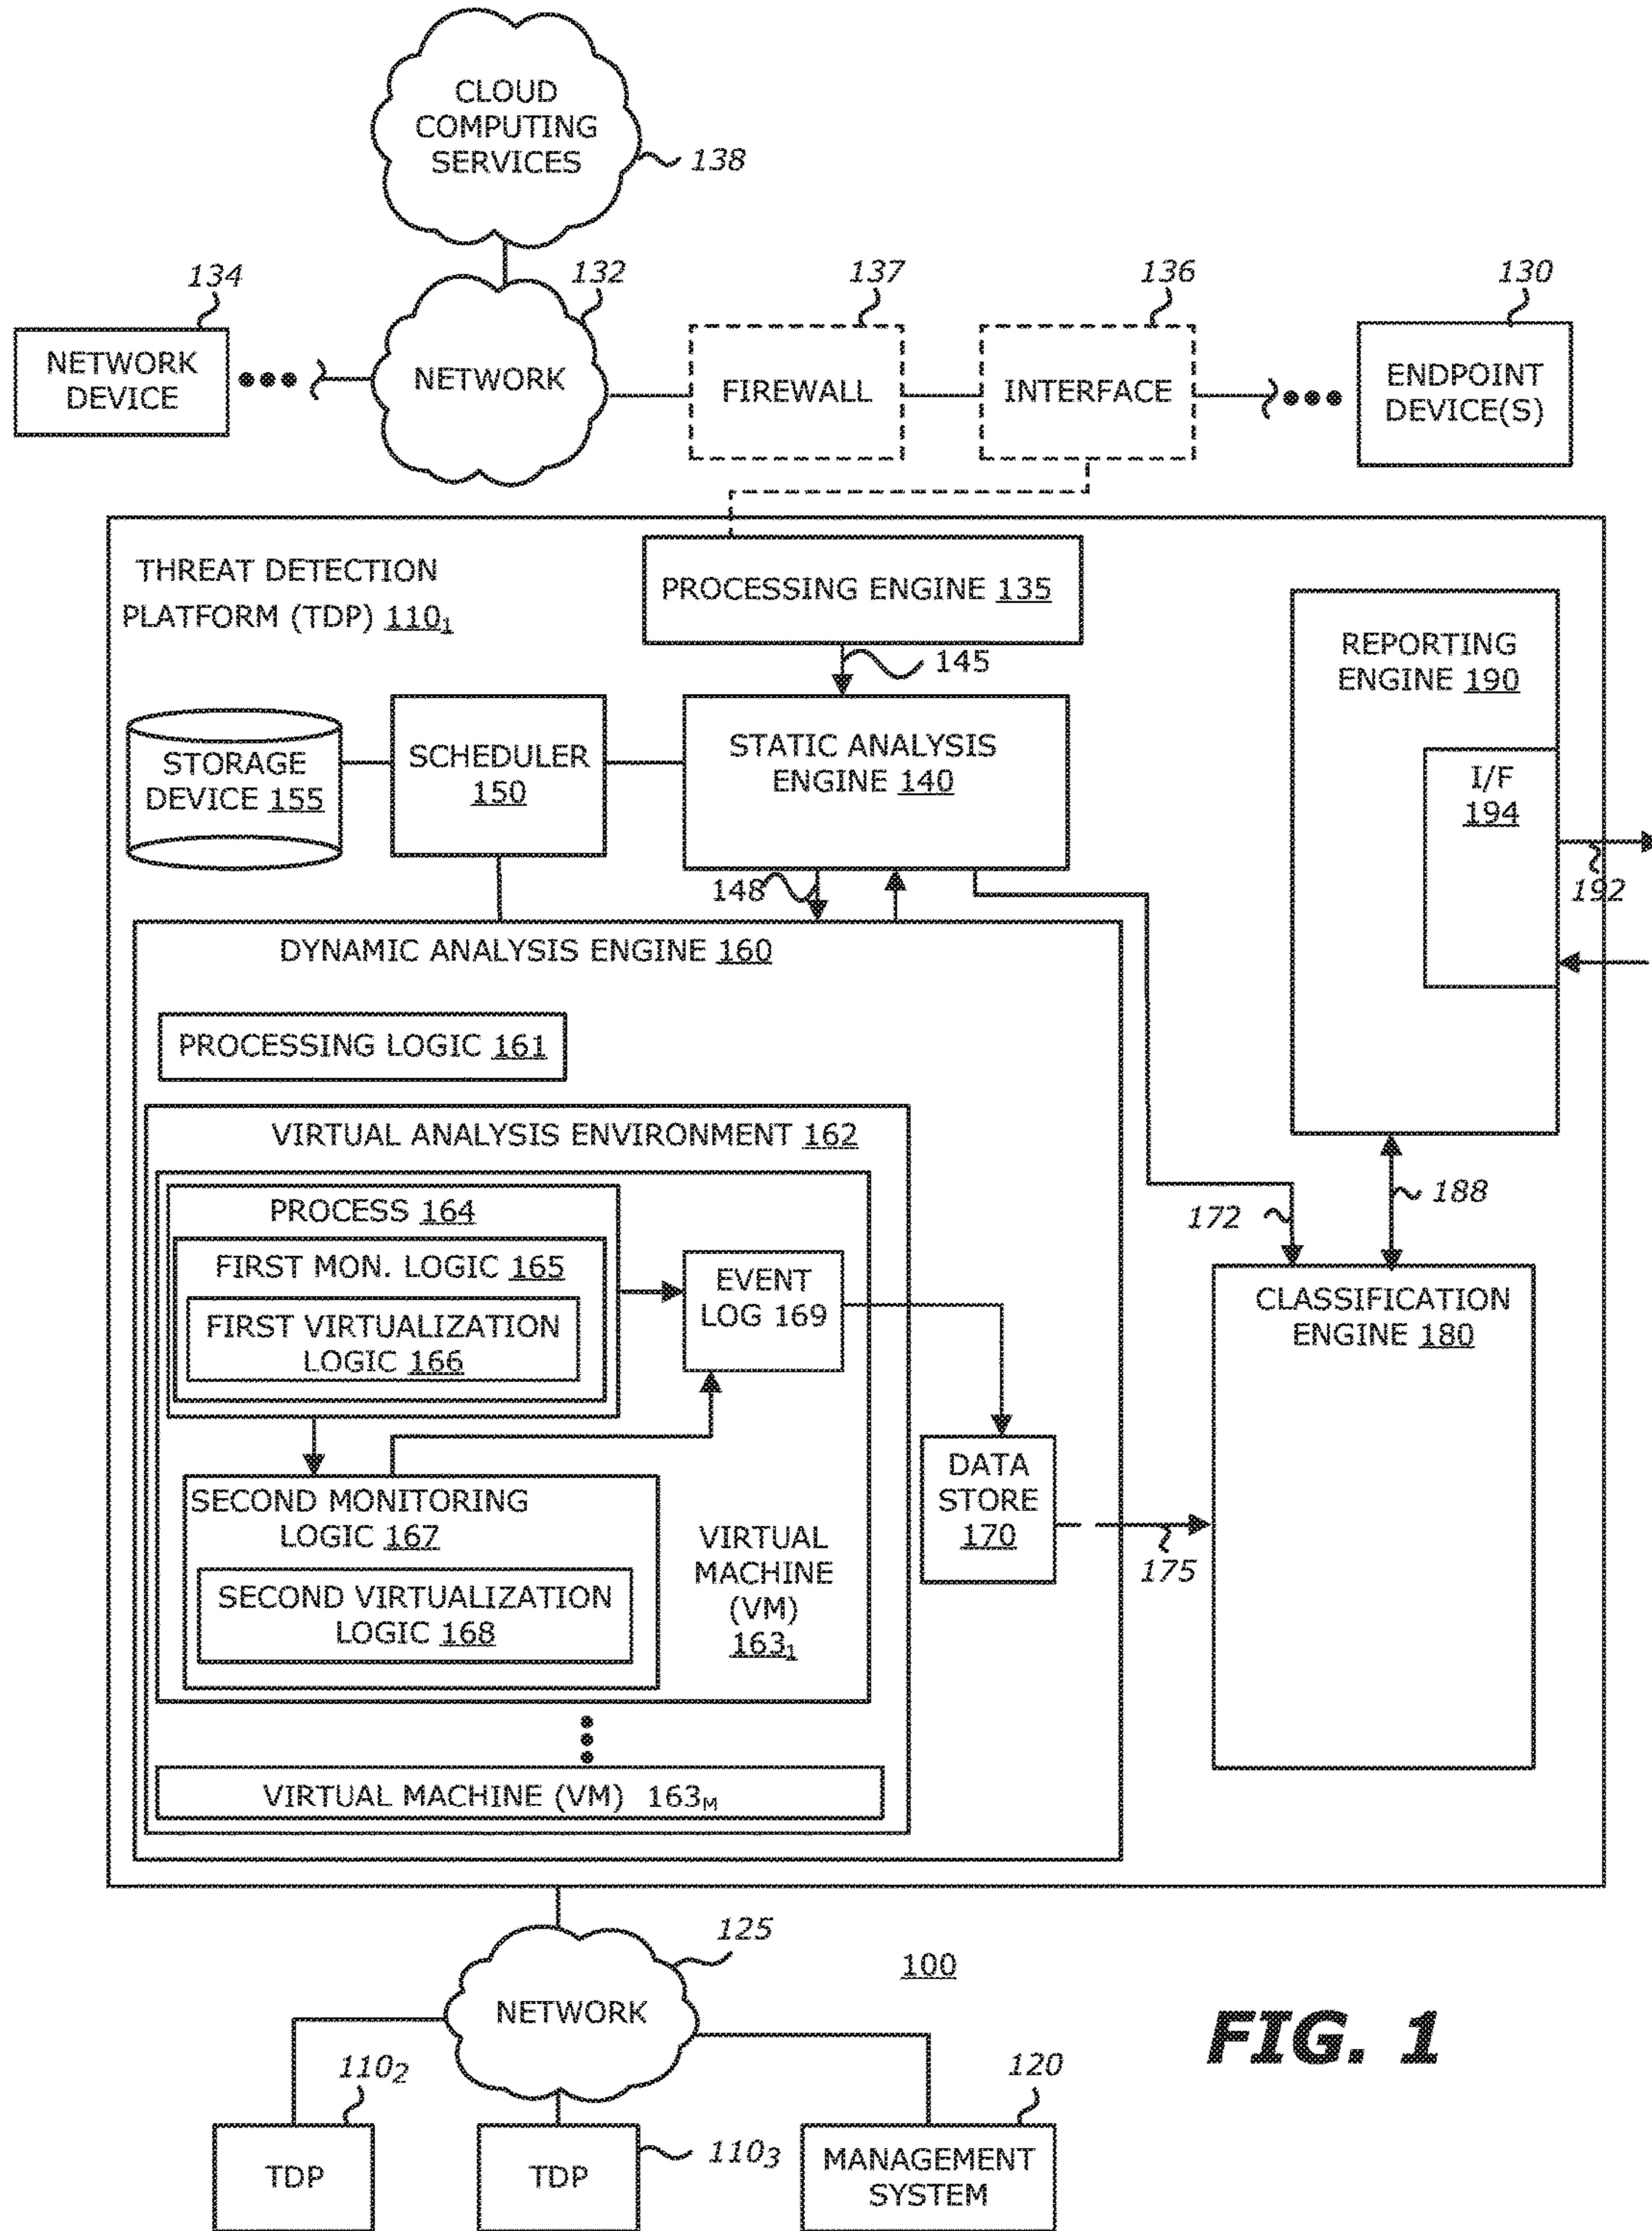 CLOUD
COMPUTING
SERVICES
138
134
132
137
136
130
NETWORK
DEVICE
NETWORK
FIREWALL
INTERFACE
ENDPOINT
DEVICE(S)
THREAT DETECTION
PLATFORM (TDP) 110₁
PROCESSING ENGINE 135
145
REPORTING
ENGINE 190
STORAGE
DEVICE 155
SCHEDULER
150
STATIC ANALYSIS
ENGINE 140
I/F
194
148
192
DYNAMIC ANALYSIS ENGINE 160
PROCESSING LOGIC 161
VIRTUAL ANALYSIS ENVIRONMENT 162
PROCESS 164
FIRST MON. LOGIC 165
FIRST VIRTUALIZATION
LOGIC 166
EVENT
LOG 169
172
188
CLASSIFICATION
ENGINE 180
SECOND MONITORING
LOGIC 167
SECOND VIRTUALIZATION
LOGIC 168
VIRTUAL
MACHINE
(VM)
163₁
DATA
STORE
170
175
VIRTUAL MACHINE (VM) 163M
125
NETWORK
100
FIG. 1
110₂
TDP
TDP
110₃
120
MANAGEMENT
SYSTEM